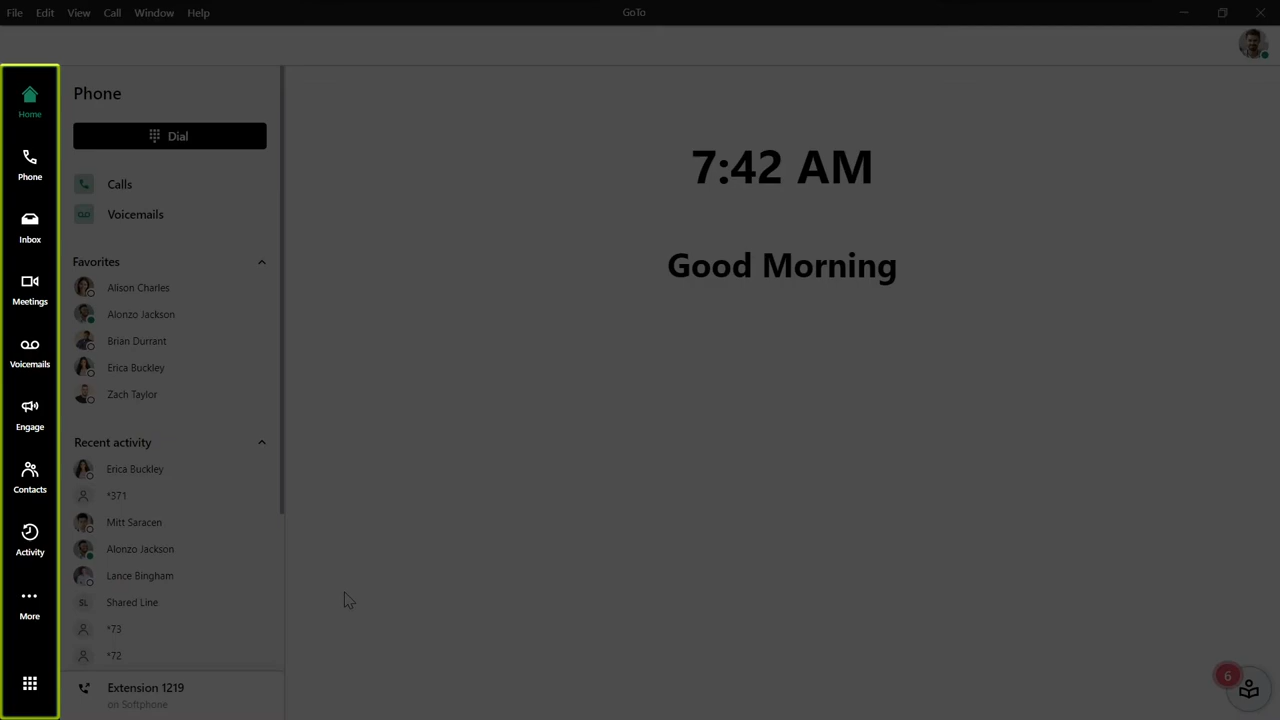 File Edit View Call Window Help
GoTo
Home
Phone
Inbox
Meetings
Voicemails
Engage
Contacts
Activity
More
Phone
Dial
Calls
Voicemails
Favorites
Alison Charles
Alonzo Jackson
Brian Durrant
Erica Buckley
Zach Taylor
Recent activity
Erica Buckley
*371
Mitt Saracen
Alonzo Jackson
Lance Bingham
SL Shared Line
*73
*72
Extension 1219
on Softphone
7:42 AM
Good Morning
6